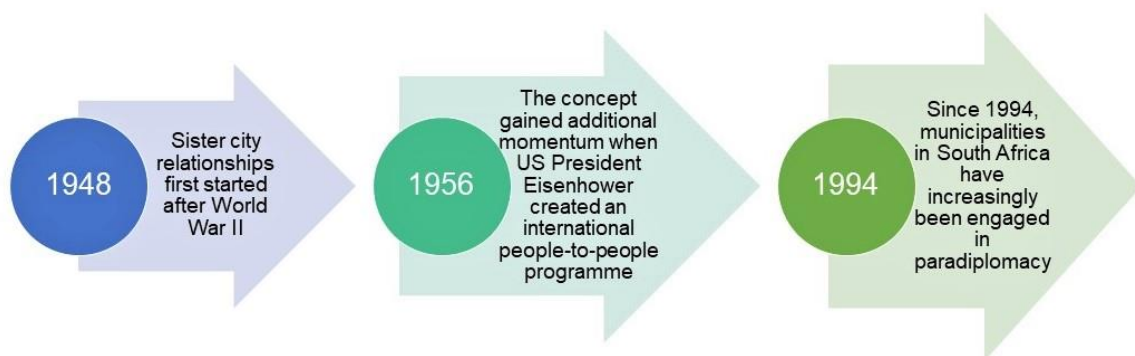 1948
Sister city
relationships
first started
after World
War II
1956
The concept
gained additional
momentum when
US President
Eisenhower
created an
international
people-to-people
programme
1994
Since 1994,
municipalities
in South Africa
have
increasingly
been engaged
in
paradiplomacy